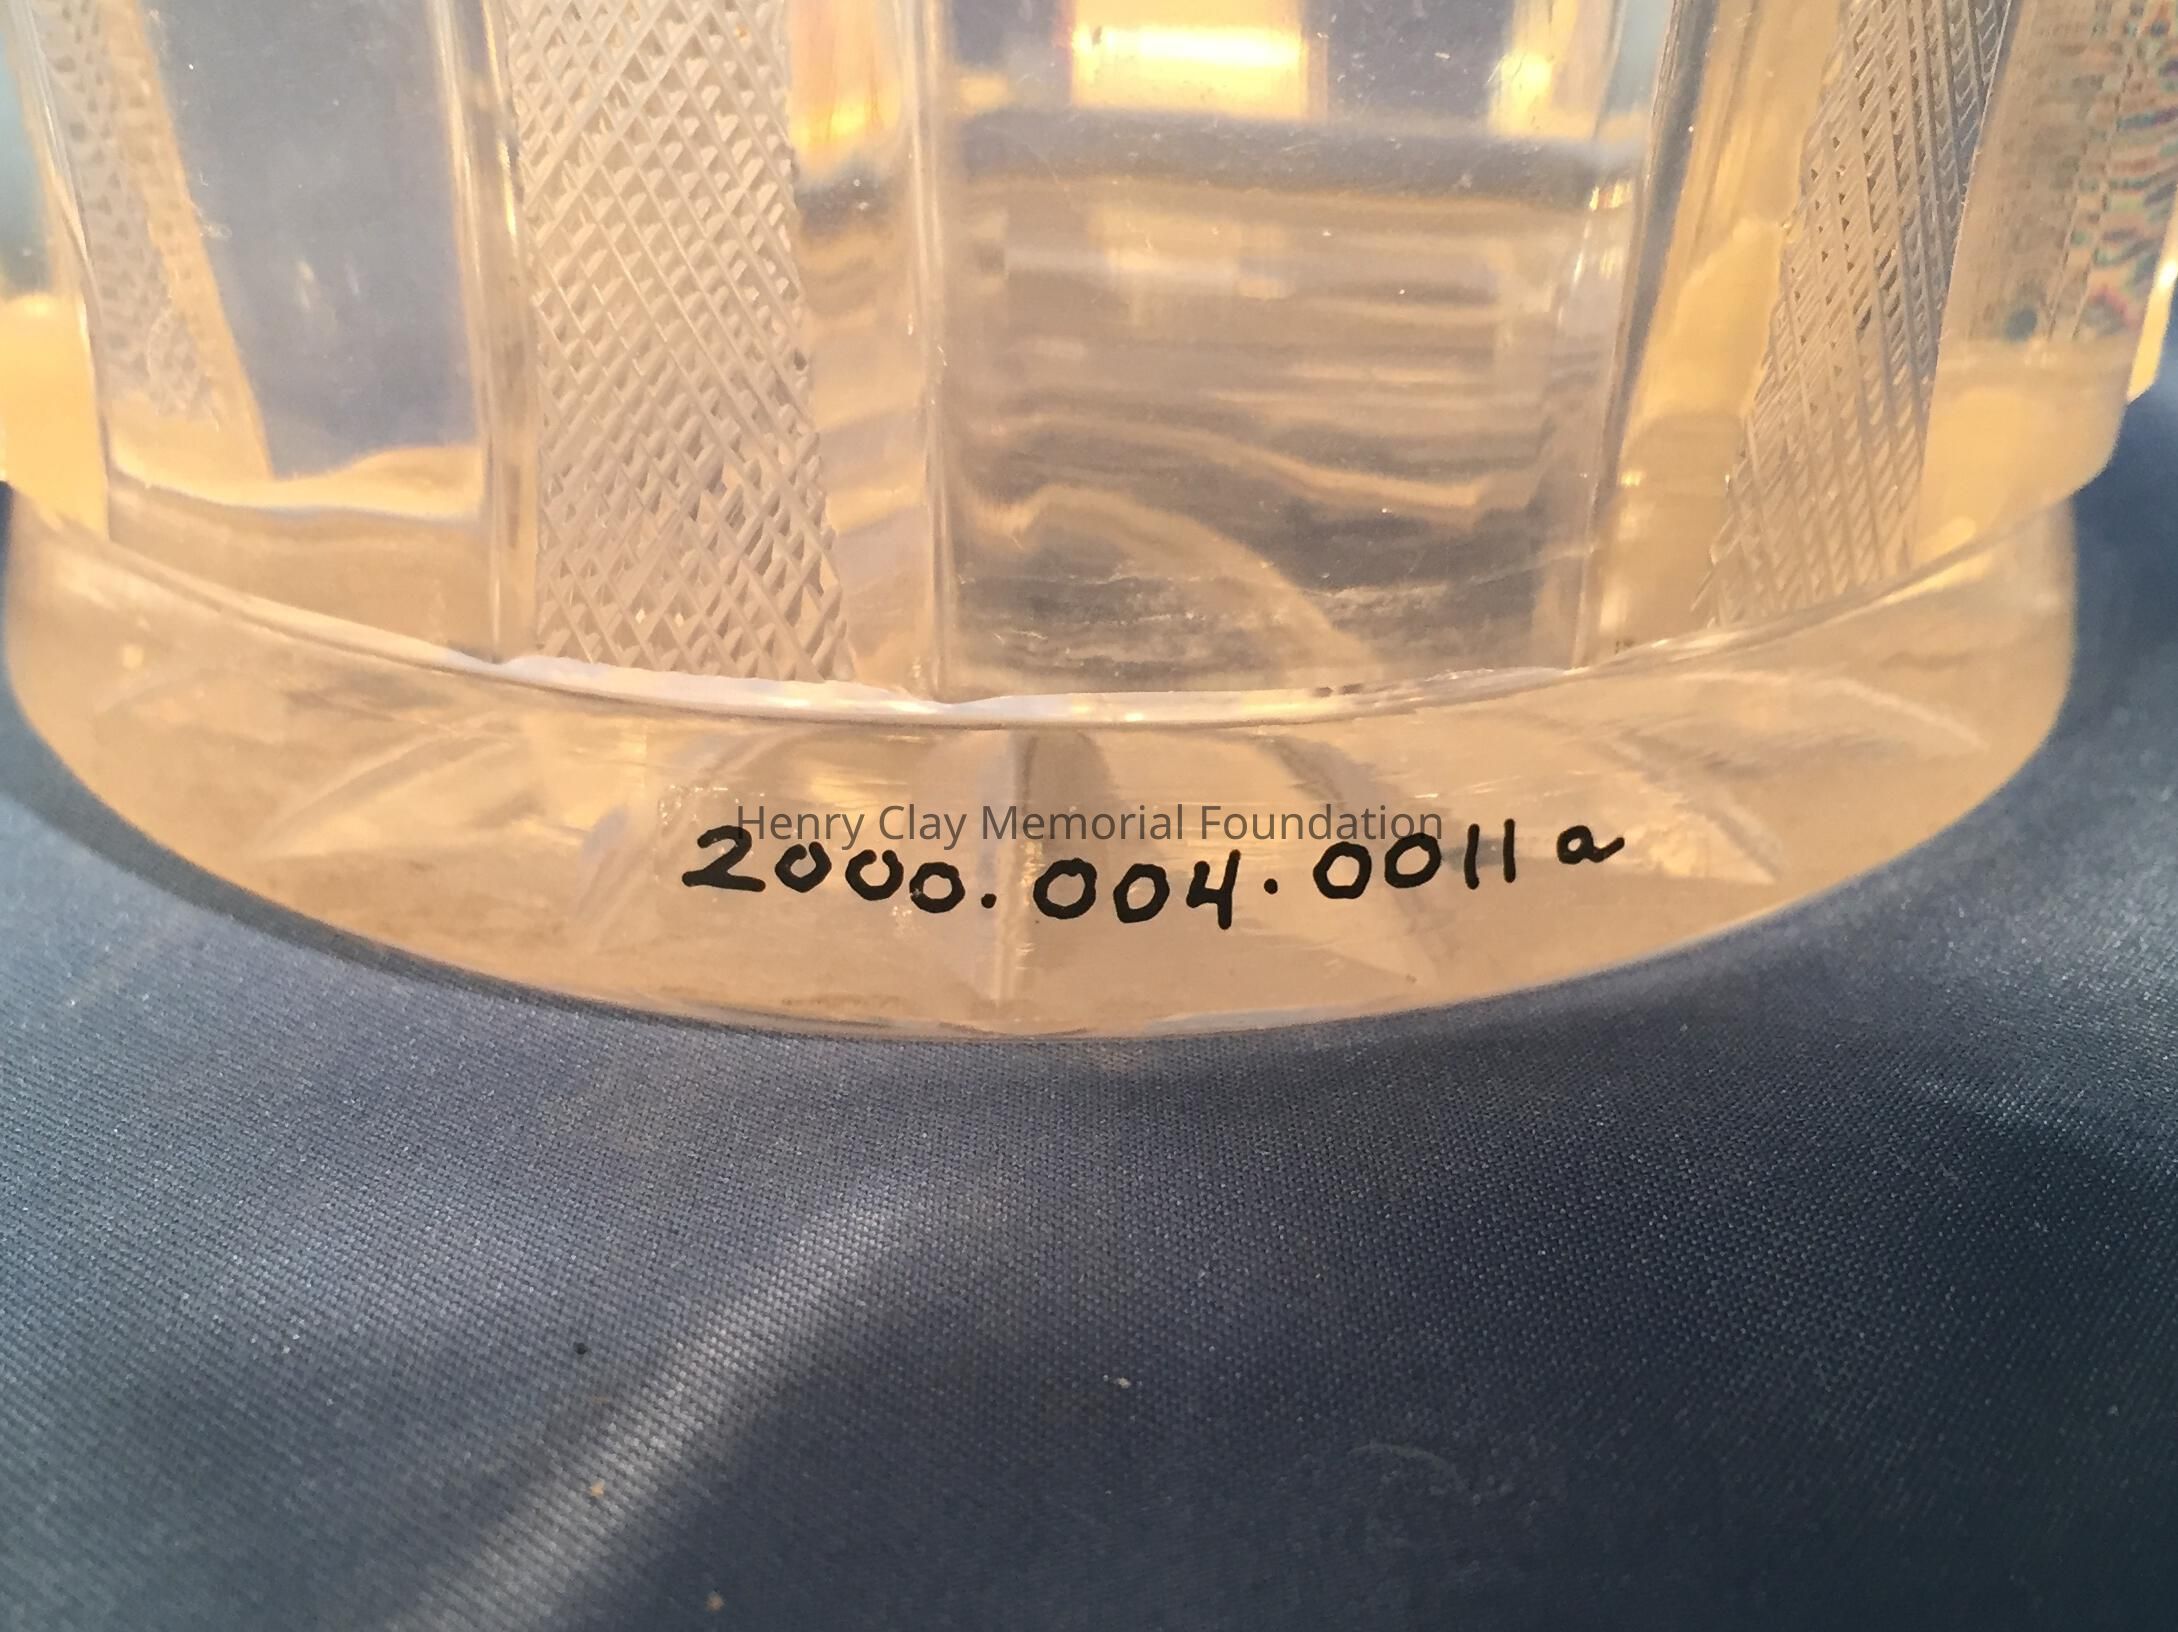 Henry Clay Memorial Foundation
2000.004.0011a